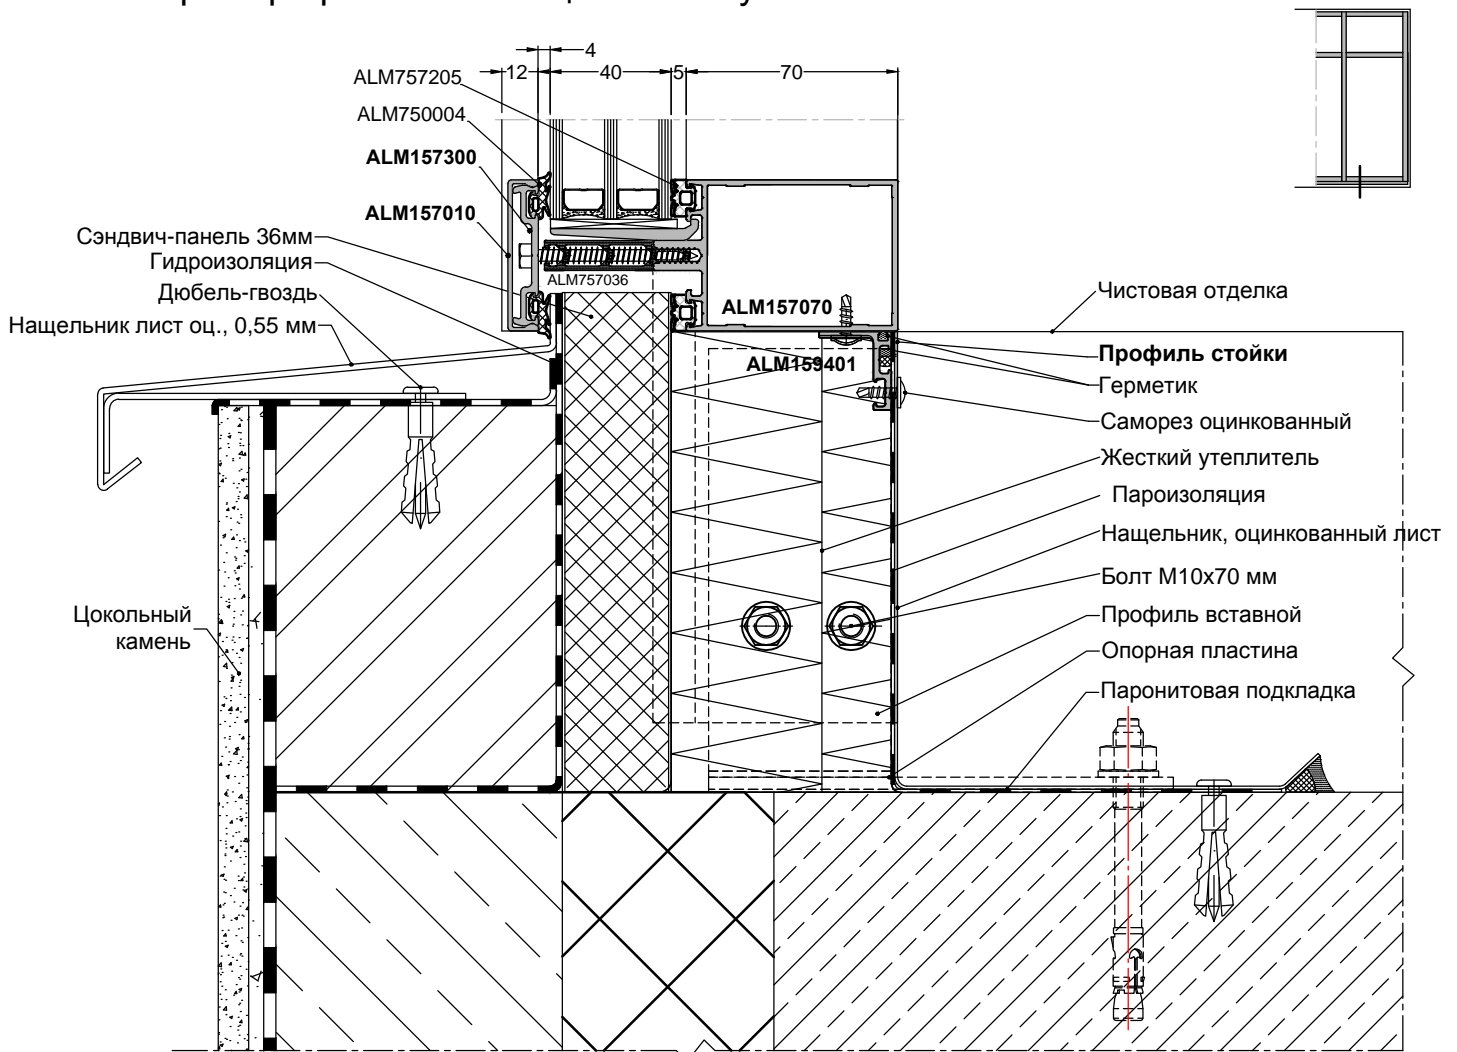 4
12
40
5
70
ALM757205
ALM750004
ALM157300
ALM157010
Сэндвич-панель 36мм
Гидроизоляция
Дюбель-гвоздь
Нащельник лист оц., 0,55 мм
ALM757036
ALM157070
ALM159401
Чистовая отделка
Профиль стойки
Герметик
Саморез оцинкованный
Жесткий утеплитель
Пароизоляция
Нащельник, оцинкованный лист
Болт М10х70 мм
Профиль вставной
Опорная пластина
Паронитовая подкладка
Цокольный
камень